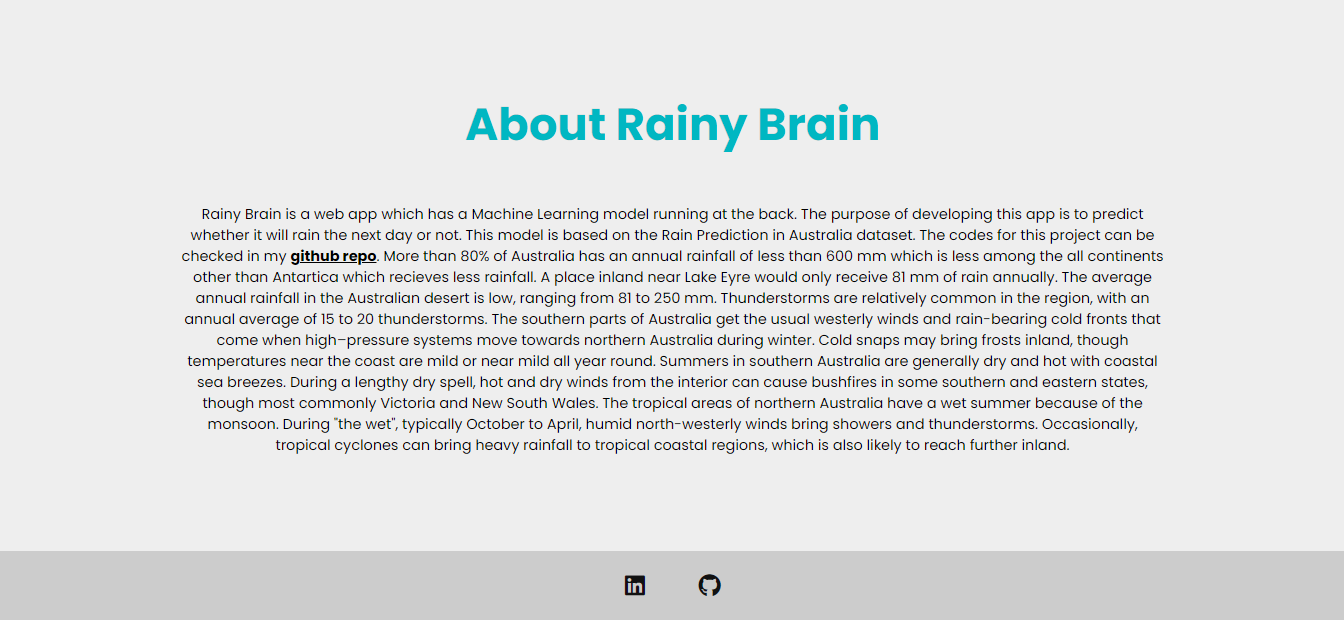 About Rainy Brain
Rainy Brain is a web app which has a Machine Learning model running at the back. The purpose of developing this app is to predict
whether it will rain the next day or not. This model is based on the Rain Prediction in Australia dataset. The codes for this project can be
checked in my github repo. More than 80% of Australia has an annual rainfall of less than 600 mm which is less among the all continents
other than Antartica which recieves less rainfall. A place inland near Lake Eyre would only receive 81 mm of rain annually. The average
annual rainfall in the Australian desert is low, ranging from 81 to 250 mm. Thunderstorms are relatively common in the region, with an
annual average of 15 to 20 thunderstorms. The southern parts of Australia get the usual westerly winds and rain-bearing cold fronts that
come when high–pressure systems move towards northern Australia during winter. Cold snaps may bring frosts inland, though
temperatures near the coast are mild or near mild all year round. Summers in southern Australia are generally dry and hot with coastal
sea breezes. During a lengthy dry spell, hot and dry winds from the interior can cause bushfires in some southern and eastern states,
though most commonly Victoria and New South Wales. The tropical areas of northern Australia have a wet summer because of the
monsoon. During "the wet", typically October to April, humid north-westerly winds bring showers and thunderstorms. Occasionally,
tropical cyclones can bring heavy rainfall to tropical coastal regions, which is also likely to reach further inland.
in